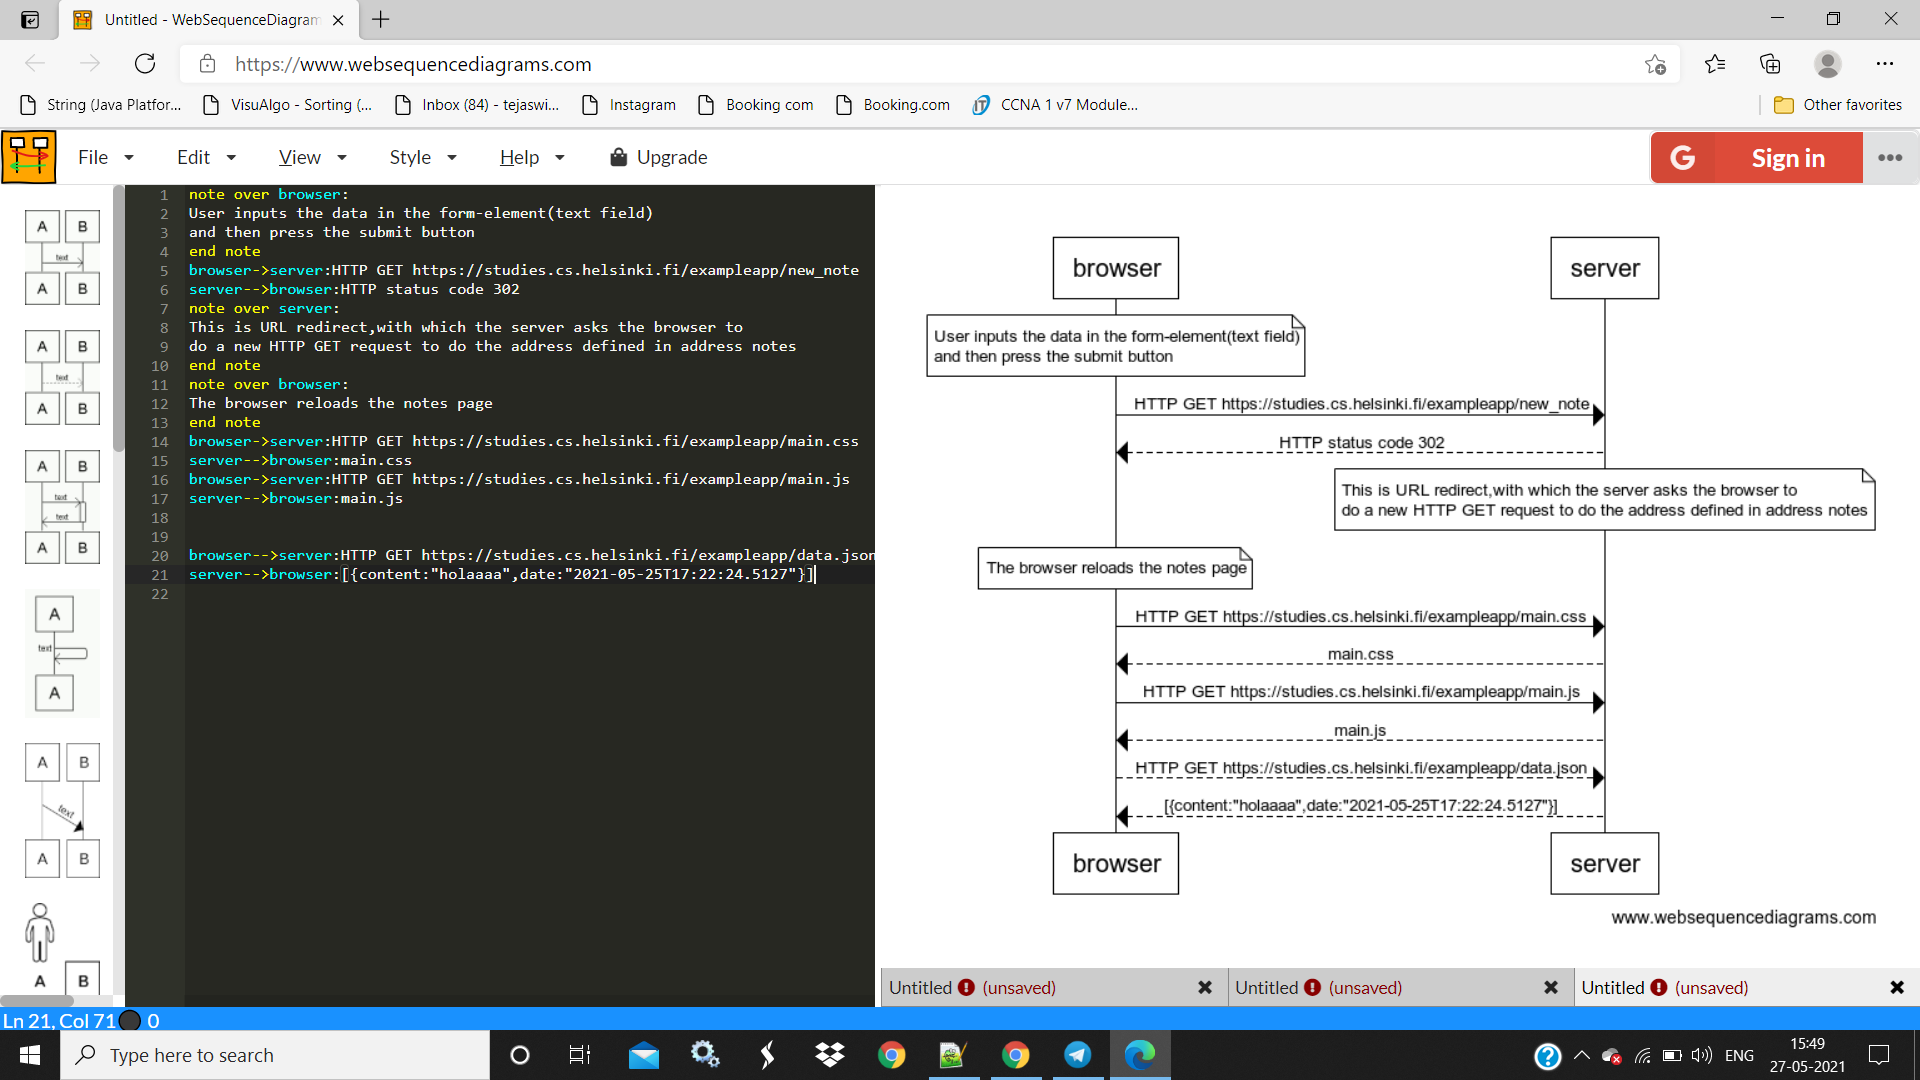 Untitled - WebSequenceDiagram
https://www.websequencediagrams.com
String (Java Platfor...
VisuAlgo - Sorting (...
Inbox (84) - tejaswi...
Instagram
Booking com
Booking.com
CCNA 1 v7 Module...
Other favorites
File
Edit
View
Style
Help
Upgrade
G Sign in
A B
text
A B
A B
text
A B
A B
text
text
A B
A
text
A
A B
text
A B
A B
1 note over browser:
2 User inputs the data in the form-element(text field)
3 and then press the submit button
4 end note
5 browser->server:HTTP GET https://studies.cs.helsinki.fi/exampleapp/new_note
6 server-->browser:HTTP status code 302
7 note over server:
8 This is URL redirect,with which the server asks the browser to
9 do a new HTTP GET request to do the address defined in address notes
10 end note
11 note over browser:
12 The browser reloads the notes page
13 end note
14 browser->server:HTTP GET https://studies.cs.helsinki.fi/exampleapp/main.css
15 server-->browser:main.css
16 browser->server:HTTP GET https://studies.cs.helsinki.fi/exampleapp/main.js
17 server-->browser:main.js
18
19
20 browser-->server:HTTP GET https://studies.cs.helsinki.fi/exampleapp/data.json
21 server-->browser:[{content:"holaaaa",date:"2021-05-25T17:22:24.5127"}]
22
browser server
User inputs the data in the form-element(text field)
and then press the submit button
HTTP GET https://studies.cs.helsinki.fi/exampleapp/new_note
HTTP status code 302
This is URL redirect,with which the server asks the browser to
do a new HTTP GET request to do the address defined in address notes
The browser reloads the notes page
HTTP GET https://studies.cs.helsinki.fi/exampleapp/main.css
main.css
HTTP GET https://studies.cs.helsinki.fi/exampleapp/main.js
main.js
HTTP GET https://studies.cs.helsinki.fi/exampleapp/data.json
[{content:"holaaaa",date:"2021-05-25T17:22:24.5127"}]
browser server
www.websequencediagrams.com
Untitled (unsaved)
Untitled (unsaved)
Untitled (unsaved)
Ln 21, Col 71 0
Type here to search
ENG
15:49
27-05-2021